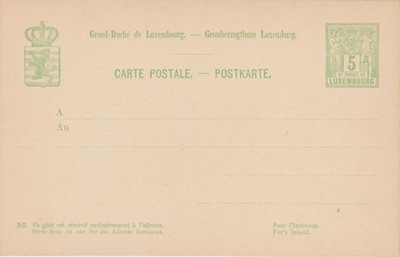 Grand-Duché de Luxembourg. — Grossherzogthum Luxemburg.
CARTE POSTALE. — POSTKARTE.
5
LUXEMBOURG
A
An
NB. Ce côté est réservé exclusivement à l'adresse.
Diese Seite ist nur für die Adresse bestimmt.
Pour l'Intérieur.
Für's Inland.